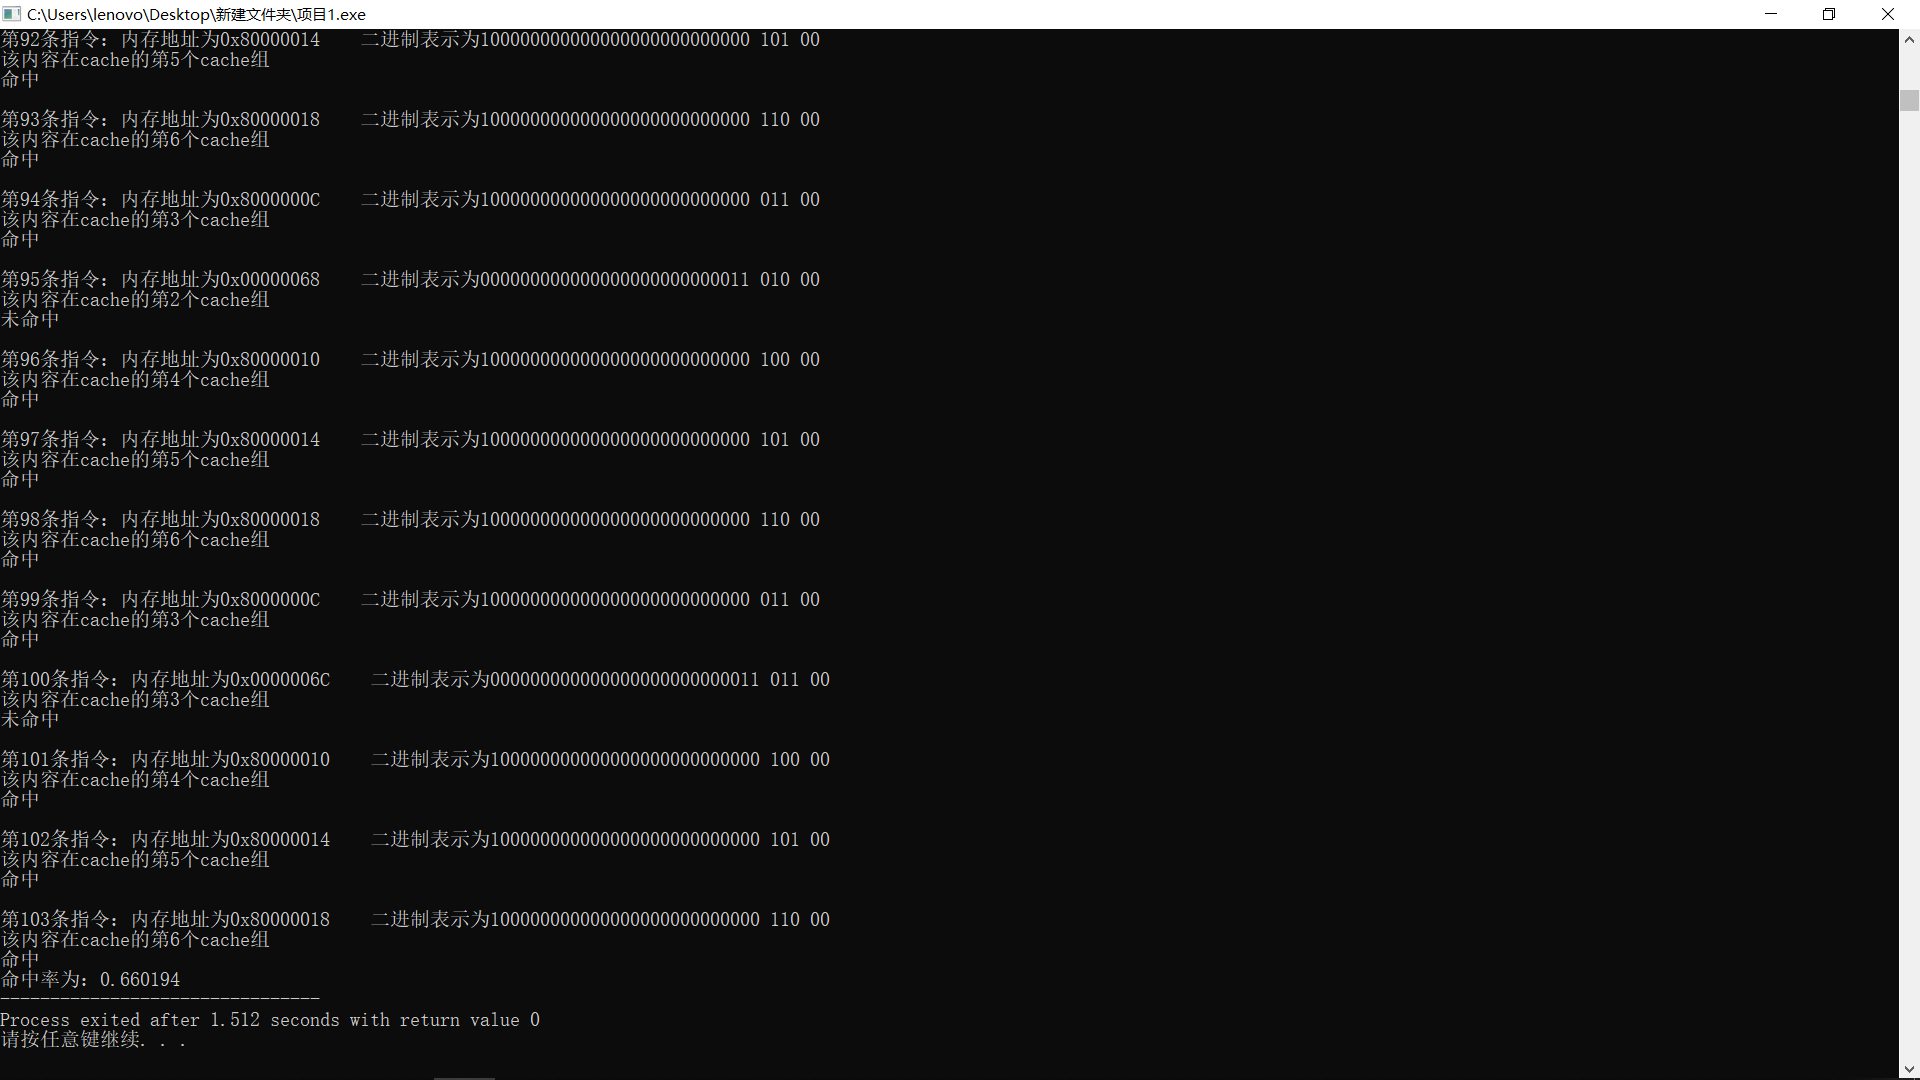 C:\Users\lenovo\Desktop\新建文件夹\项目1.exe
第92条指令：内存地址为0x80000014    二进制表示为100000000000000000000000000 101 00
该内容在cache的第5个cache组
命中
第93条指令：内存地址为0x80000018    二进制表示为100000000000000000000000000 110 00
该内容在cache的第6个cache组
命中
第94条指令：内存地址为0x8000000C    二进制表示为100000000000000000000000000 011 00
该内容在cache的第3个cache组
命中
第95条指令：内存地址为0x00000068    二进制表示为000000000000000000000000011 010 00
该内容在cache的第2个cache组
未命中
第96条指令：内存地址为0x80000010    二进制表示为100000000000000000000000000 100 00
该内容在cache的第4个cache组
命中
第97条指令：内存地址为0x80000014    二进制表示为100000000000000000000000000 101 00
该内容在cache的第5个cache组
命中
第98条指令：内存地址为0x80000018    二进制表示为100000000000000000000000000 110 00
该内容在cache的第6个cache组
命中
第99条指令：内存地址为0x8000000C    二进制表示为100000000000000000000000000 011 00
该内容在cache的第3个cache组
命中
第100条指令：内存地址为0x0000006C    二进制表示为000000000000000000000000011 011 00
该内容在cache的第3个cache组
未命中
第101条指令：内存地址为0x80000010    二进制表示为100000000000000000000000000 100 00
该内容在cache的第4个cache组
命中
第102条指令：内存地址为0x80000014    二进制表示为100000000000000000000000000 101 00
该内容在cache的第5个cache组
命中
第103条指令：内存地址为0x80000018    二进制表示为100000000000000000000000000 110 00
该内容在cache的第6个cache组
命中
命中率为：0.660194
--------------------------------
Process exited after 1.512 seconds with return value 0
请按任意键继续. . .